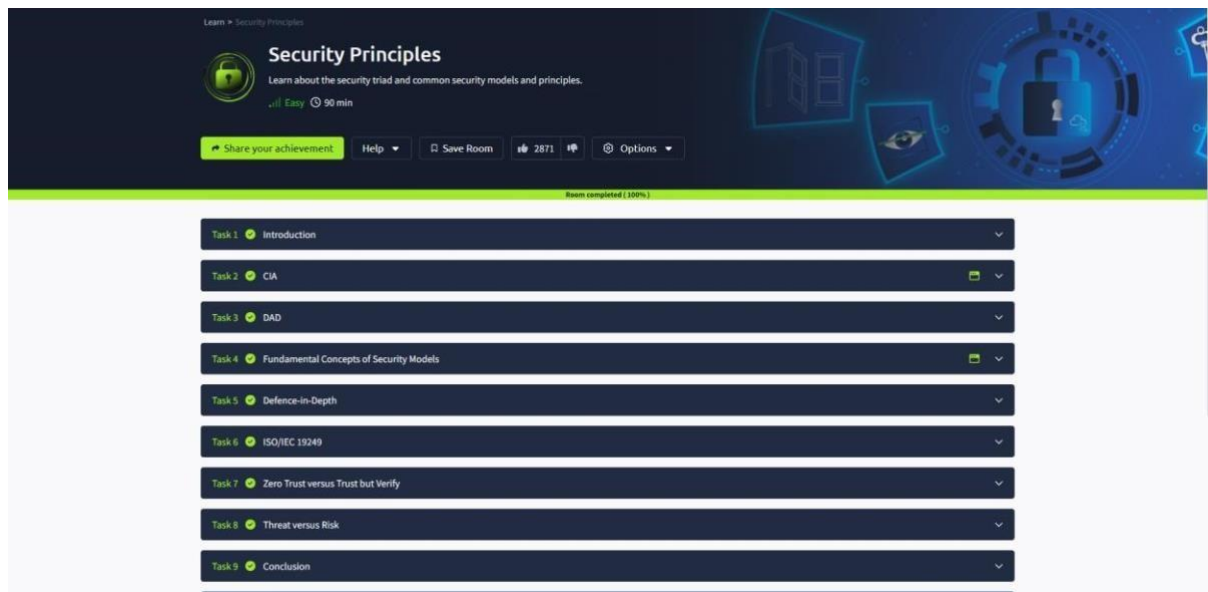 Learn > Security Principles
Security Principles
Learn about the security triad and common security models and principles.
Easy 90 min
Share your achievement Help Save Room 2871 Options
Room completed ( 100% )
Task 1 Introduction
Task 2 CIA
Task 3 DAD
Task 4 Fundamental Concepts of Security Models
Task 5 Defence-in-Depth
Task 6 ISO/IEC 19249
Task 7 Zero Trust versus Trust but Verify
Task 8 Threat versus Risk
Task 9 Conclusion